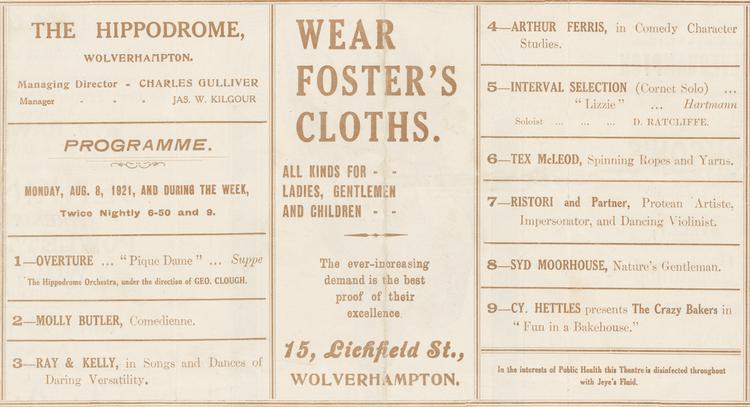 THE HIPPODROME,
WOLVERHAMPTON.
Managing Director - CHARLES GULLIVER
Manager - - - JAS. W. KILGOUR
PROGRAMME.
MONDAY, AUG. 8, 1921, AND DURING THE WEEK,
Twice Nightly 6-50 and 9.
1—OVERTURE ... "Pique Dame" ... Suppe
The Hippodrome Orchestra, under the direction of GEO. CLOUGH.
2—MOLLY BUTLER, Comedienne.
3—RAY & KELLY, in Songs and Dances of
Daring Versatility.
WEAR
FOSTER'S
CLOTHS.
ALL KINDS FOR - -
LADIES, GENTLEMEN
AND CHILDREN - -
The ever-increasing
demand is the best
proof of their
excellence.
15, Lichfield St.,
WOLVERHAMPTON.
4—ARTHUR FERRIS, in Comedy Character
Studies.
5—INTERVAL SELECTION (Cornet Solo) ...
"Lizzie" ... Hartmann
Soloist ... ... ... D. RATCLIFFE.
6—TEX McLEOD, Spinning Ropes and Yarns.
7—RISTORI and Partner, Protean Artiste,
Impersonator, and Dancing Violinist.
8—SYD MOORHOUSE, Nature's Gentleman.
9—CY. HETTLES presents The Crazy Bakers in
"Fun in a Bakehouse."
In the interests of Public Health this Theatre is disinfected throughout
with Jeye's Fluid.